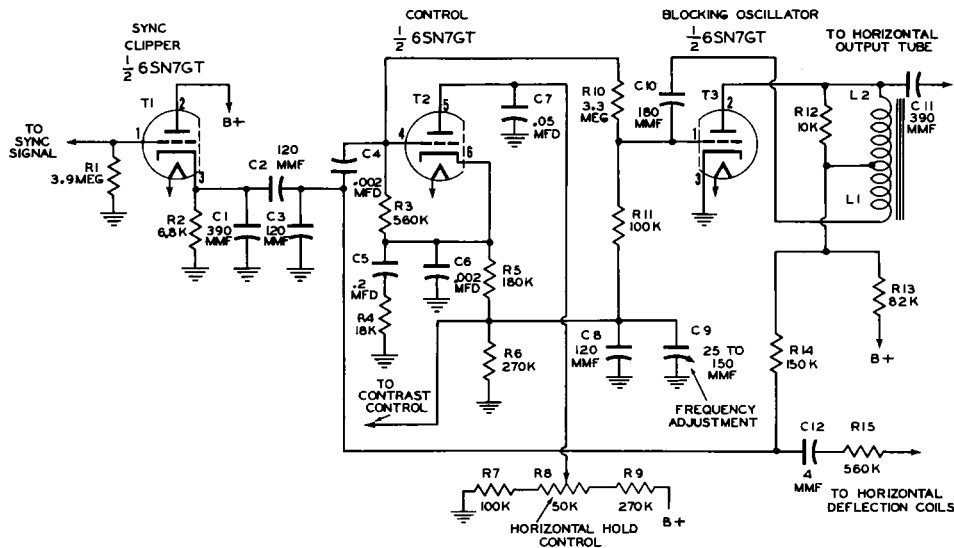 SYNC
CLIPPER
1/2 6SN7GT
CONTROL
1/2 6SN7GT
BLOCKING OSCILLATOR
1/2 6SN7GT
TO HORIZONTAL
OUTPUT TUBE
T1
2
B+
1
3
TO
SYNC
SIGNAL
R1
3.9 MEG
R2
6.8K
C1
390
MMF
C2
120
MMF
C3
120
MMF
C4
.002
MFD
T2
5
4
6
C7
.05
MFD
R3
560K
C5
.2
MFD
R4
18K
C6
.002
MFD
R5
180K
R6
270K
TO
CONTRAST
CONTROL
R10
3.3
MEG
C10
180
MMF
T3
2
1
3
R11
100K
R12
10K
L2
L1
C11
390
MMF
C8
120
MMF
C9
25 TO
150
MMF
FREQUENCY
ADJUSTMENT
R14
150K
R13
82K
B+
C12
4
MMF
R15
560K
TO HORIZONTAL
DEFLECTION COILS
R7
100K
R8
50K
R9
270K
B+
HORIZONTAL HOLD
CONTROL